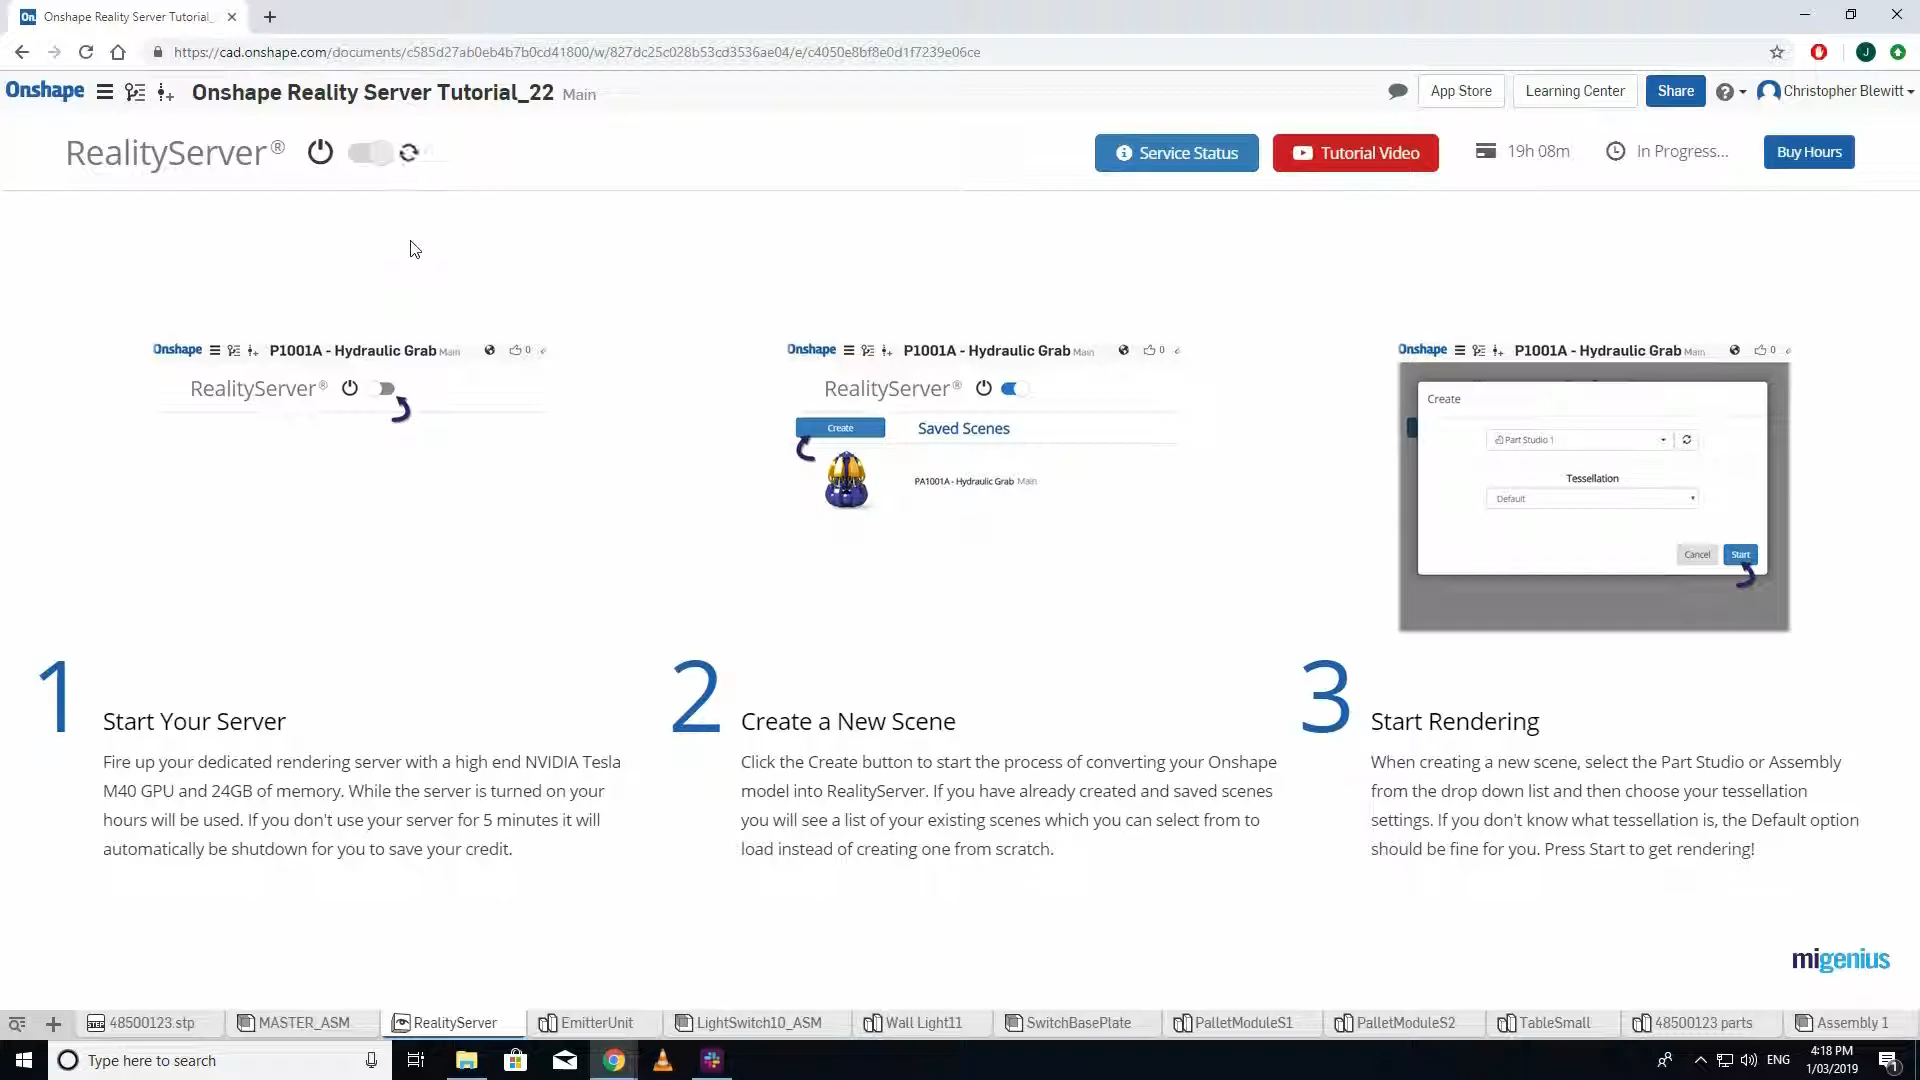 Onshape Reality Server Tutorial_
https://cad.onshape.com/documents/c585d27ab0eb4b7b0cd41800/w/827dc25c028b53cd3536ae04/e/c4050e8bf8e0d1f7239e06ce
J
Onshape Onshape Reality Server Tutorial_22 Main App Store Learning Center Share Christopher Blewitt
RealityServer® Service Status Tutorial Video 19h 08m In Progress... Buy Hours
Onshape P1001A - Hydraulic Grab Main 0
RealityServer®
Onshape P1001A - Hydraulic Grab Main 0
RealityServer®
Create Saved Scenes
PA1001A - Hydraulic Grab Main
Onshape P1001A - Hydraulic Grab Main 0
Create
Part Studio 1
Tessellation
Default
Cancel Start
1
Start Your Server
Fire up your dedicated rendering server with a high end NVIDIA Tesla
M40 GPU and 24GB of memory. While the server is turned on your
hours will be used. If you don't use your server for 5 minutes it will
automatically be shutdown for you to save your credit.
2
Create a New Scene
Click the Create button to start the process of converting your Onshape
model into RealityServer. If you have already created and saved scenes
you will see a list of your existing scenes which you can select from to
load instead of creating one from scratch.
3
Start Rendering
When creating a new scene, select the Part Studio or Assembly
from the drop down list and then choose your tessellation
settings. If you don't know what tessellation is, the Default option
should be fine for you. Press Start to get rendering!
migenius
48500123.stp MASTER_ASM RealityServer EmitterUnit LightSwitch10_ASM Wall Light11 SwitchBasePlate PalletModuleS1 PalletModuleS2 TableSmall 48500123 parts Assembly 1
Type here to search ENG 4:18 PM
1/03/2019